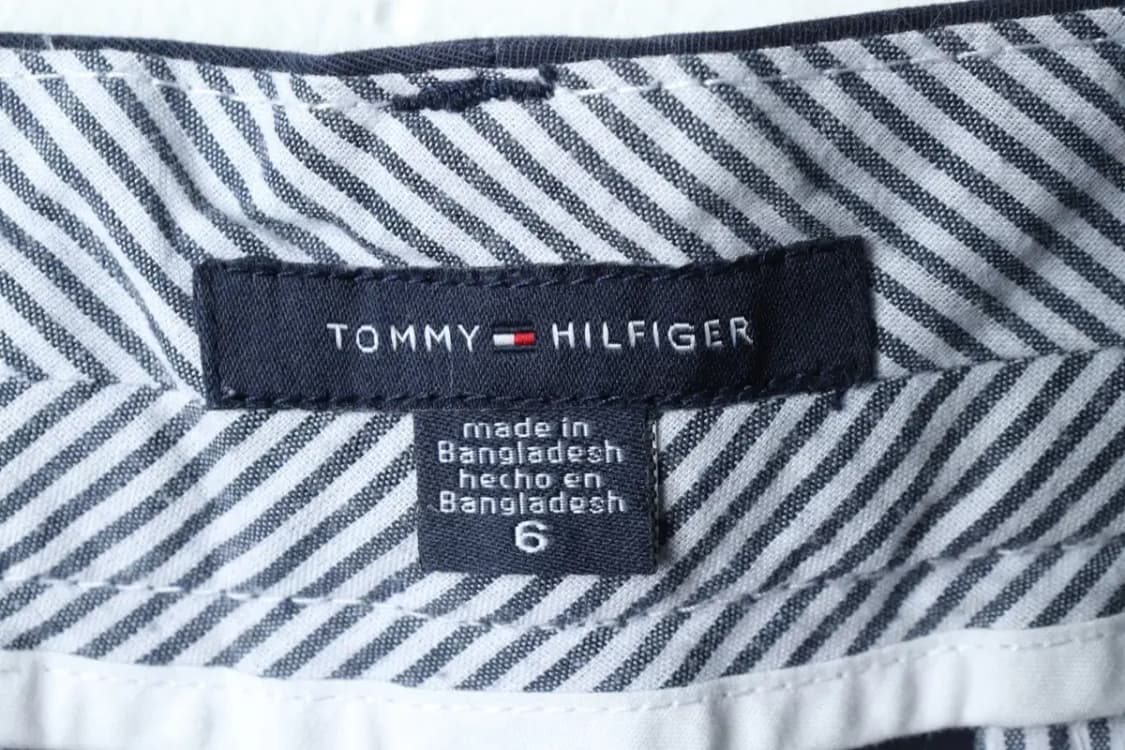 TOMMY HILFIGER
made in
Bangladesh
hecho en
Bangladesh
6